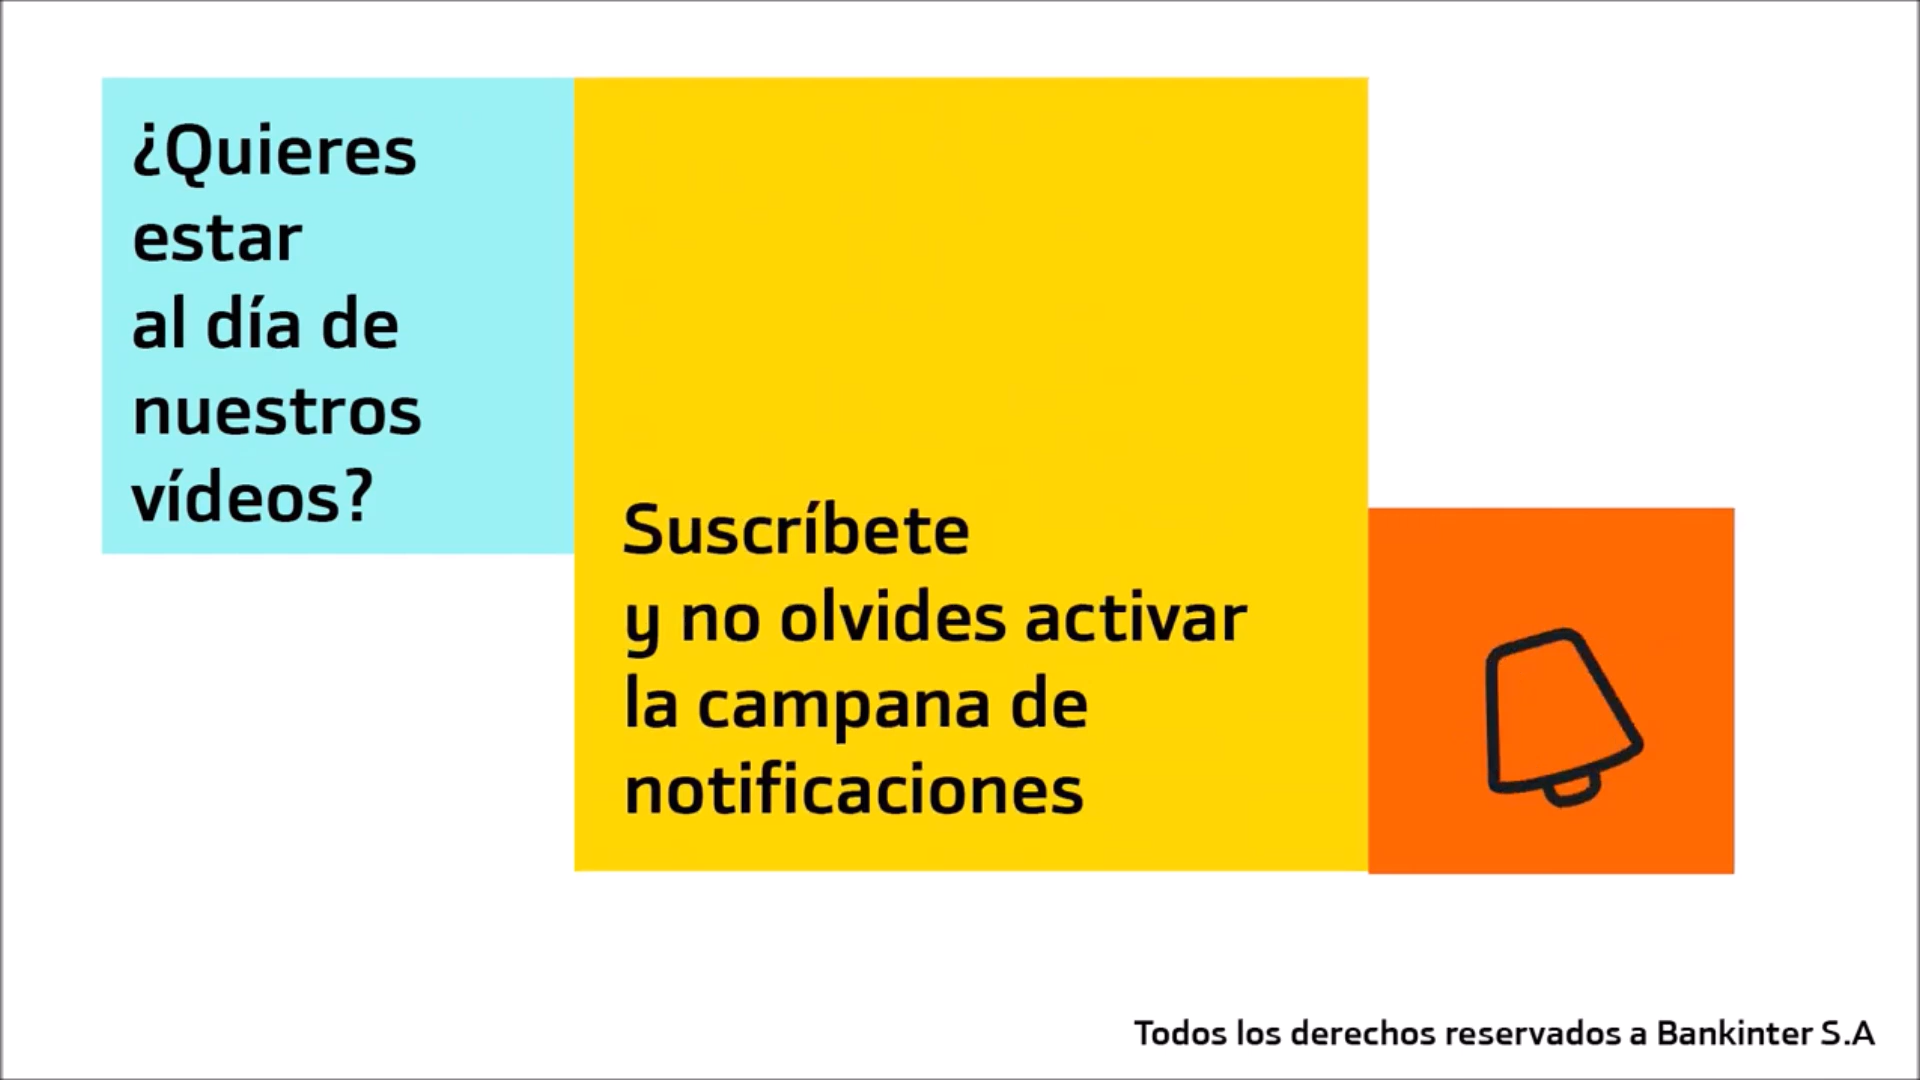 ¿Quieres
estar
al día de
nuestros
vídeos?
Suscríbete
y no olvides activar
la campana de
notificaciones
Todos los derechos reservados a Bankinter S.A